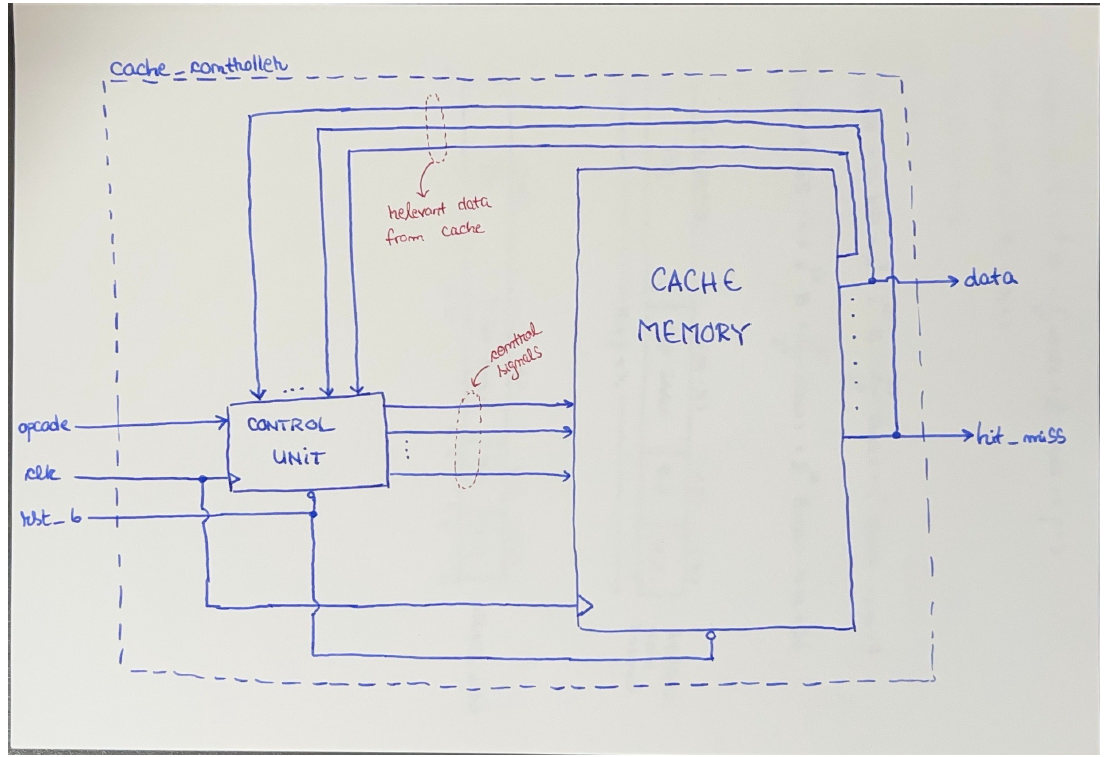 cache_controller
relevant data
from cache
CACHE
MEMORY
data
control
signals
opcode
CONTROL
UNIT
clk
hit_miss
rst_b